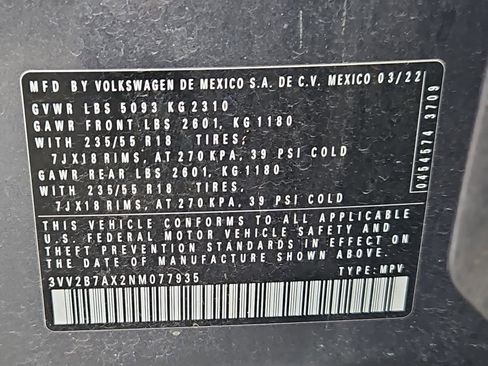 MFD BY VOLKSWAGEN DE MEXICO S.A. DE C.V. MEXICO 03/22
GVWR LBS 5093 KG 2310
GAWR FRONT LBS 2601, KG 1180
WITH 235/55 R18 TIRES,
7JX18 RIMS, AT 270 KPA, 39 PSI COLD
GAWR REAR LBS 2601, KG 1180
WITH 235/55 R18 TIRES,
7JX18 RIMS, AT 270 KPA, 39 PSI COLD
THIS VEHICLE CONFORMS TO ALL APPLICABLE
U.S. FEDERAL MOTOR VEHICLE SAFETY AND
THEFT PREVENTION STANDARDS IN EFFECT ON
THE DATE OF MANUFACTURE SHOWN ABOVE.
3VV2B7AX2NM077935 TYPE: MPV
0454574 3709